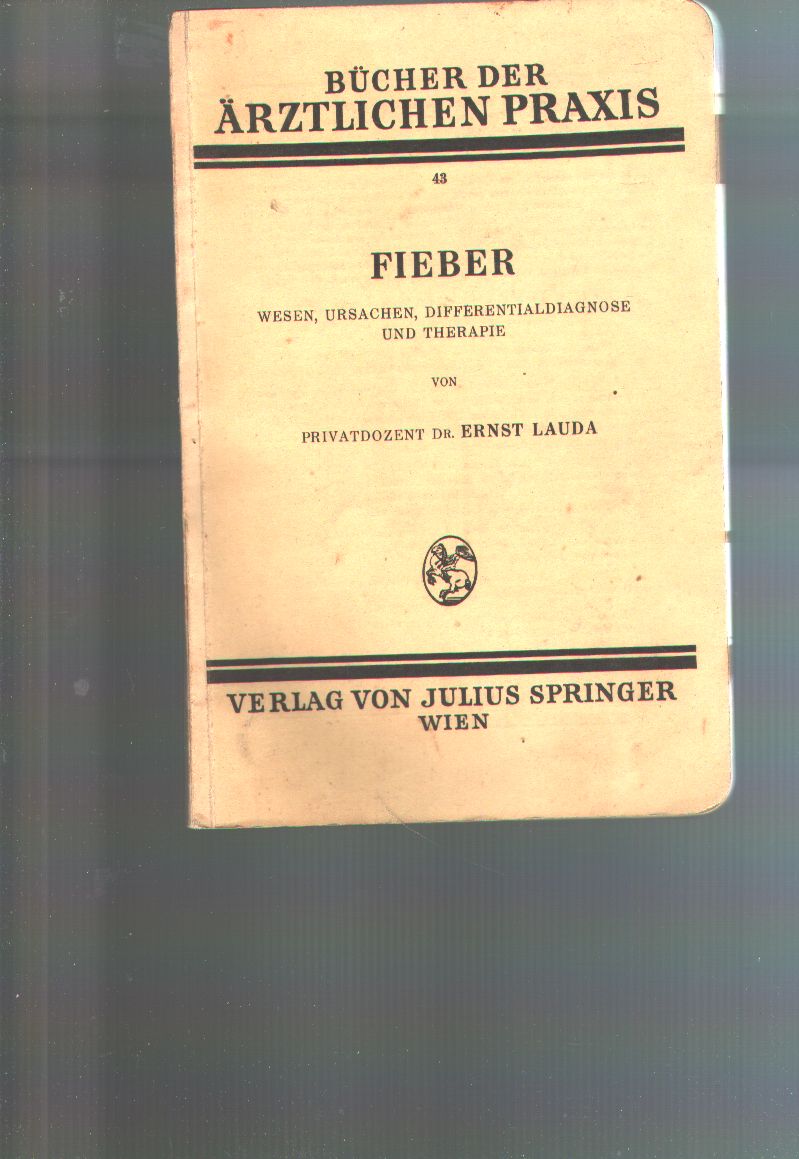 BÜCHER DER
ÄRZTLICHEN PRAXIS
43
FIEBER
WESEN, URSACHEN, DIFFERENTIALDIAGNOSE
UND THERAPIE
VON
PRIVATDOZENT DR. ERNST LAUDA
VERLAG VON JULIUS SPRINGER
WIEN